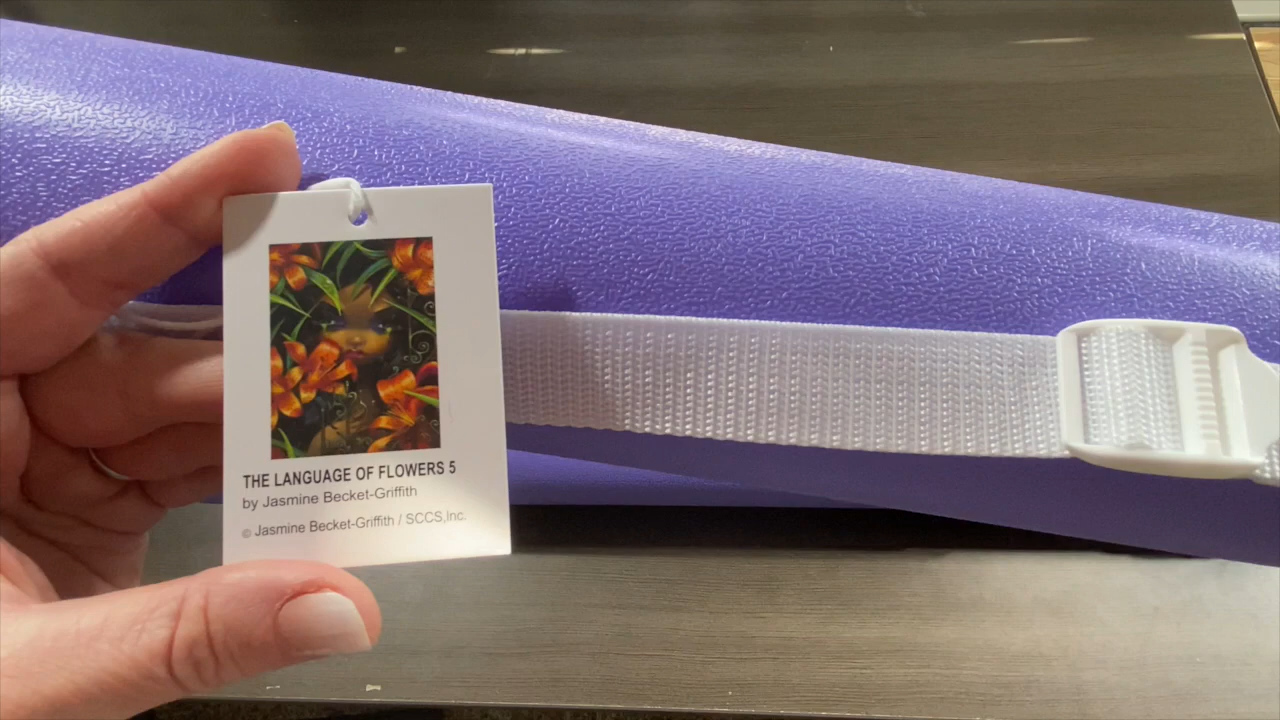 THE LANGUAGE OF FLOWERS 5
by Jasmine Becket-Griffith
© Jasmine Becket-Griffith / SCCS,Inc.